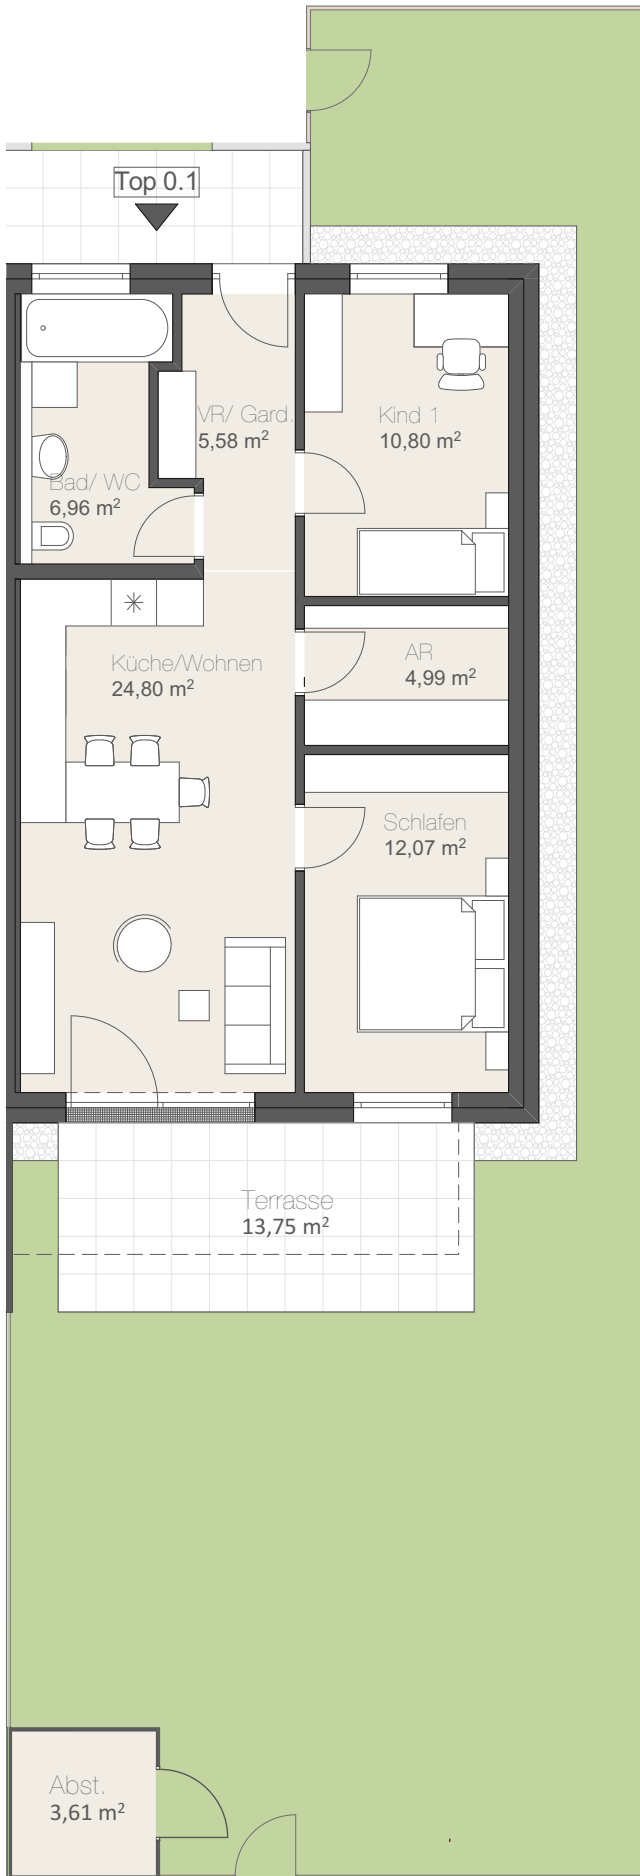 Top 0.1
VR/ Gard.
5,58 m²
Kind 1
10,80 m²
Bad/ WC
6,96 m²
Küche/Wohnen
24,80 m²
AR
4,99 m²
Schlafen
12,07 m²
Terrasse
13,75 m²
Abst.
3,61 m²